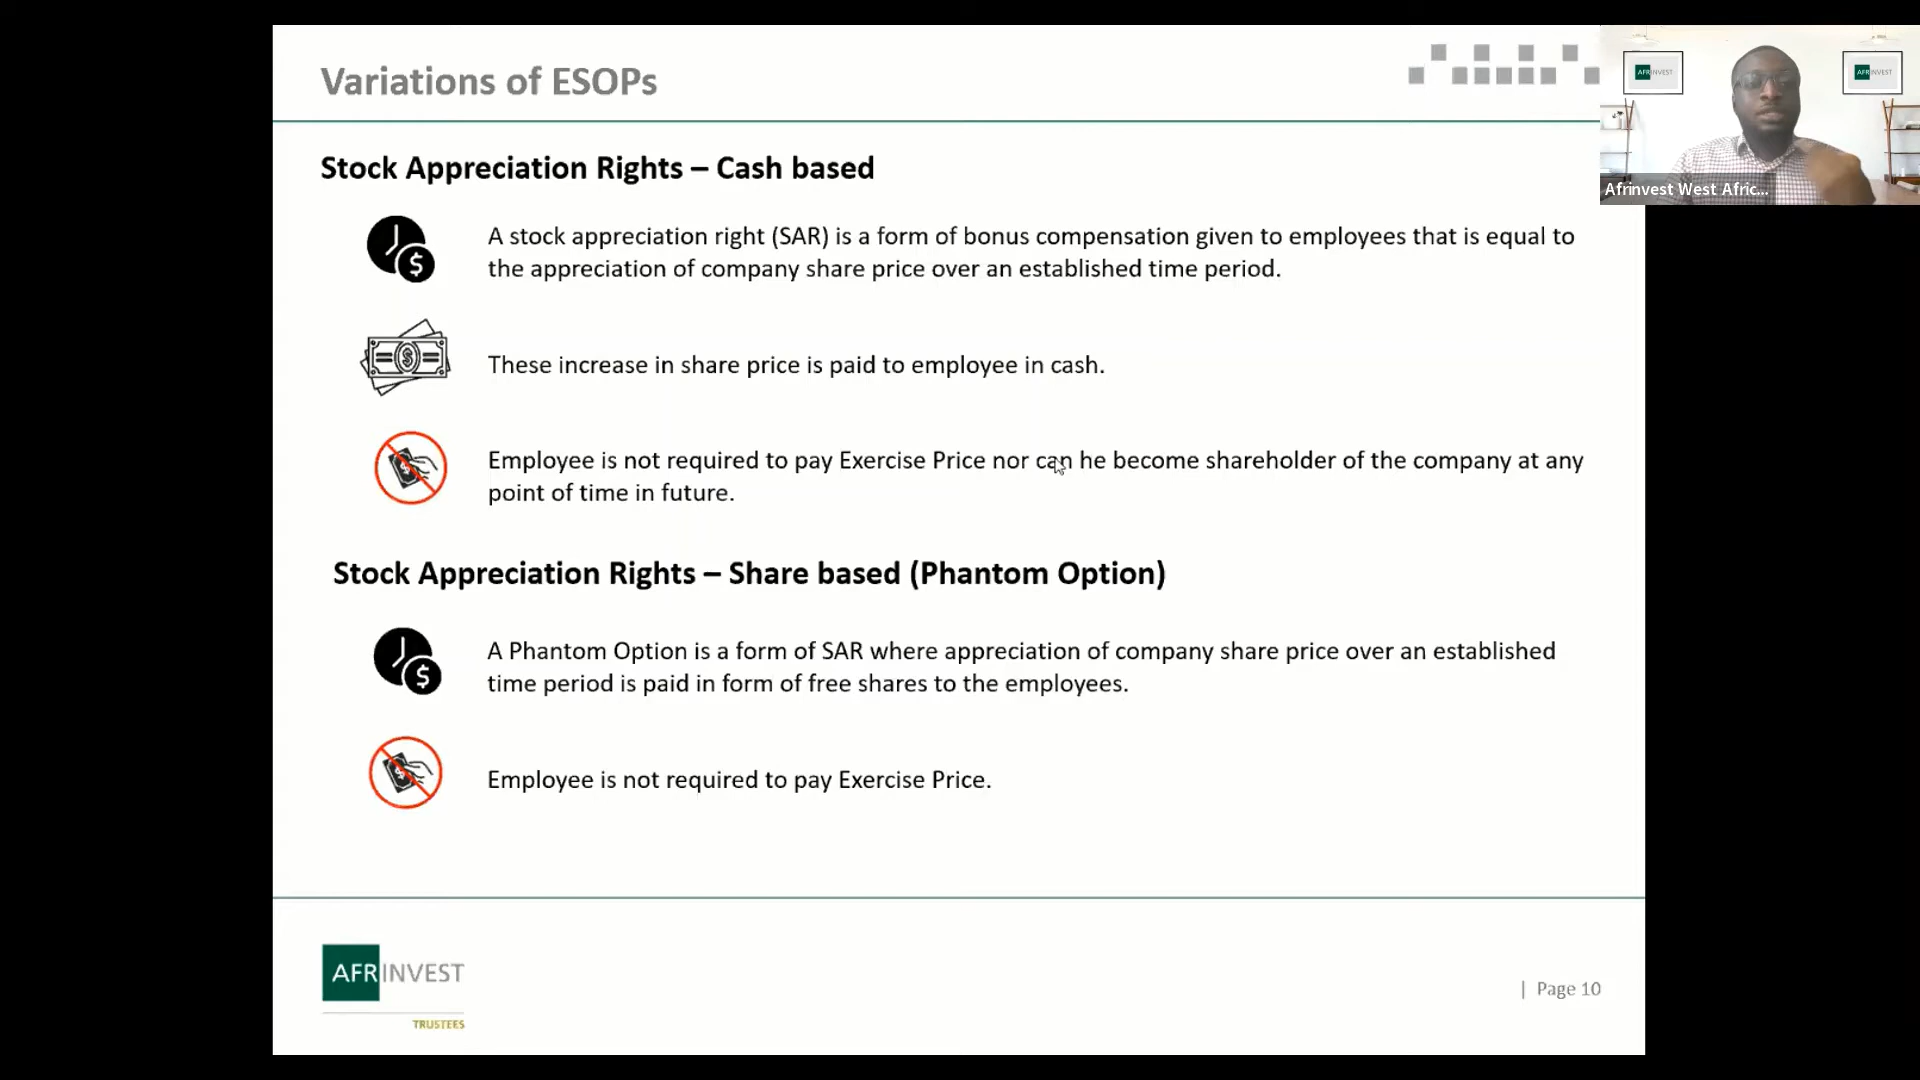 Variations of ESOPs
AFRINVEST
AFRINVEST
Afrinvest West Afric...
Stock Appreciation Rights – Cash based
A stock appreciation right (SAR) is a form of bonus compensation given to employees that is equal to
the appreciation of company share price over an established time period.
These increase in share price is paid to employee in cash.
Employee is not required to pay Exercise Price nor can he become shareholder of the company at any
point of time in future.
Stock Appreciation Rights – Share based (Phantom Option)
A Phantom Option is a form of SAR where appreciation of company share price over an established
time period is paid in form of free shares to the employees.
Employee is not required to pay Exercise Price.
AFRINVEST
TRUSTEES
| Page 10